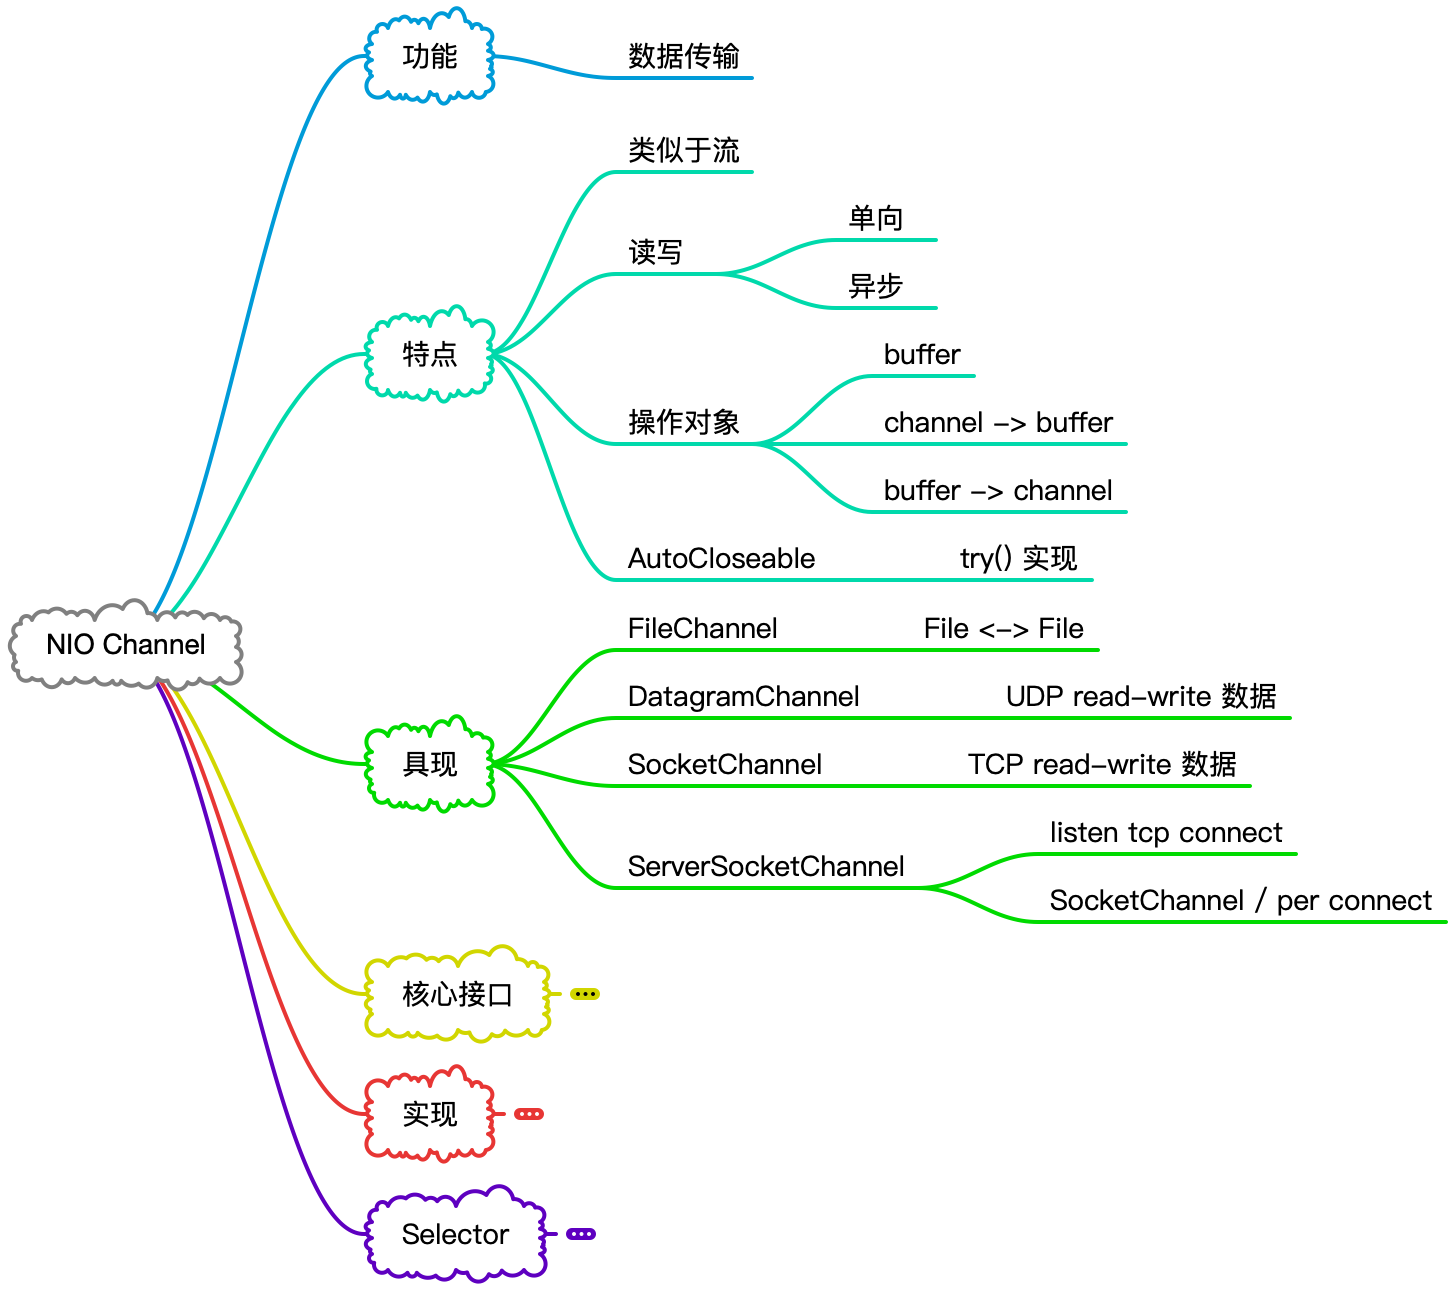 NIO Channel
功能
数据传输
特点
类似于流
读写
单向
异步
操作对象
buffer
channel -> buffer
buffer -> channel
AutoCloseable
try() 实现
具现
FileChannel
File <-> File
DatagramChannel
UDP read-write 数据
SocketChannel
TCP read-write 数据
ServerSocketChannel
listen tcp connect
SocketChannel / per connect
核心接口
实现
Selector